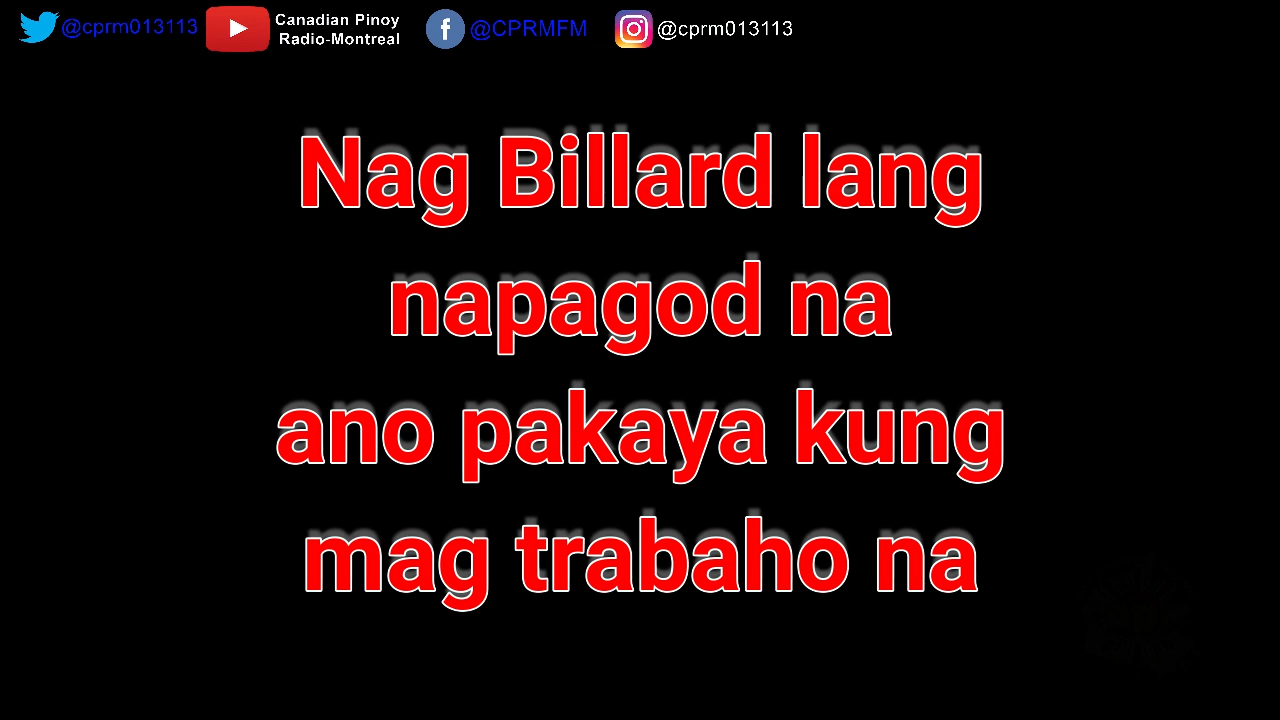 @cprm013113
Canadian Pinoy
Radio-Montreal
@CPRMFM
@cprm013113
Nag Billard lang
napagod na
ano pakaya kung
mag trabaho na